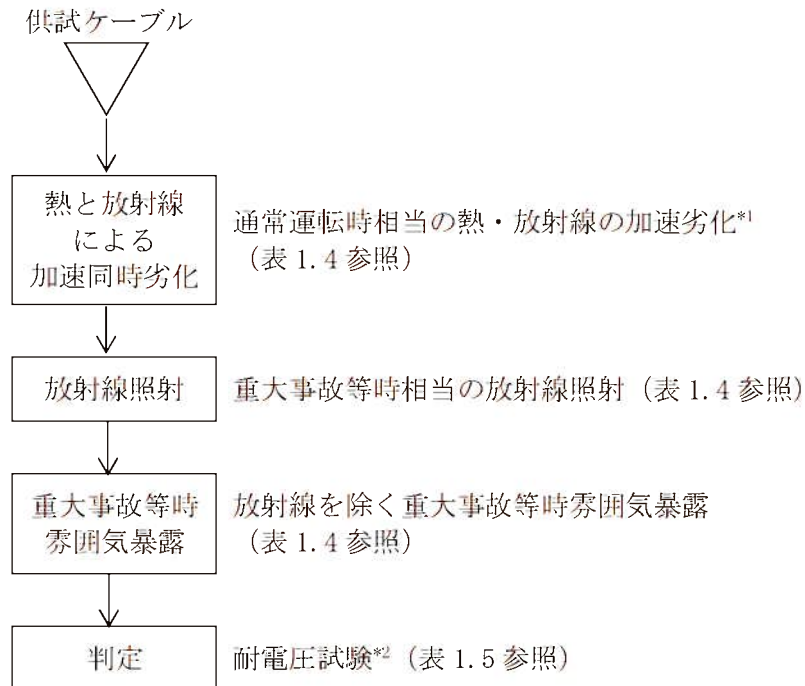 供試ケーブル
熱と放射線
による
加速同時劣化
通常運転時相当の熱・放射線の加速劣化*1
（表 1.4 参照）
放射線照射
重大事故等時相当の放射線照射（表 1.4 参照）
重大事故等時
雰囲気暴露
放射線を除く重大事故等時雰囲気暴露
（表 1.4 参照）
判定
耐電圧試験*2（表 1.5 参照）